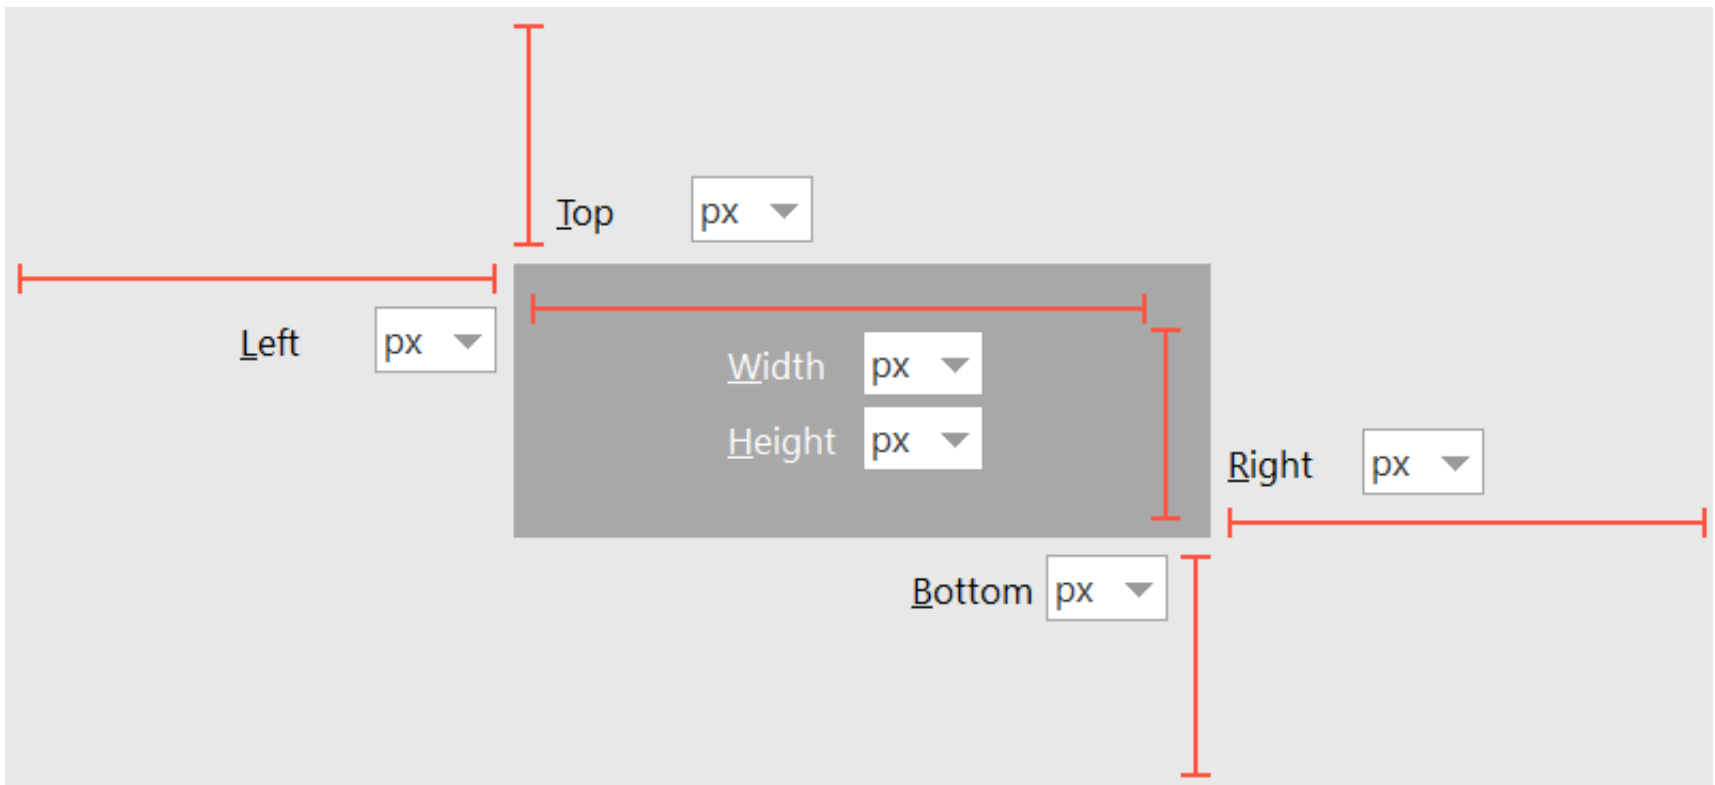 Top px
Left px
Width px
Height px
Right px
Bottom px